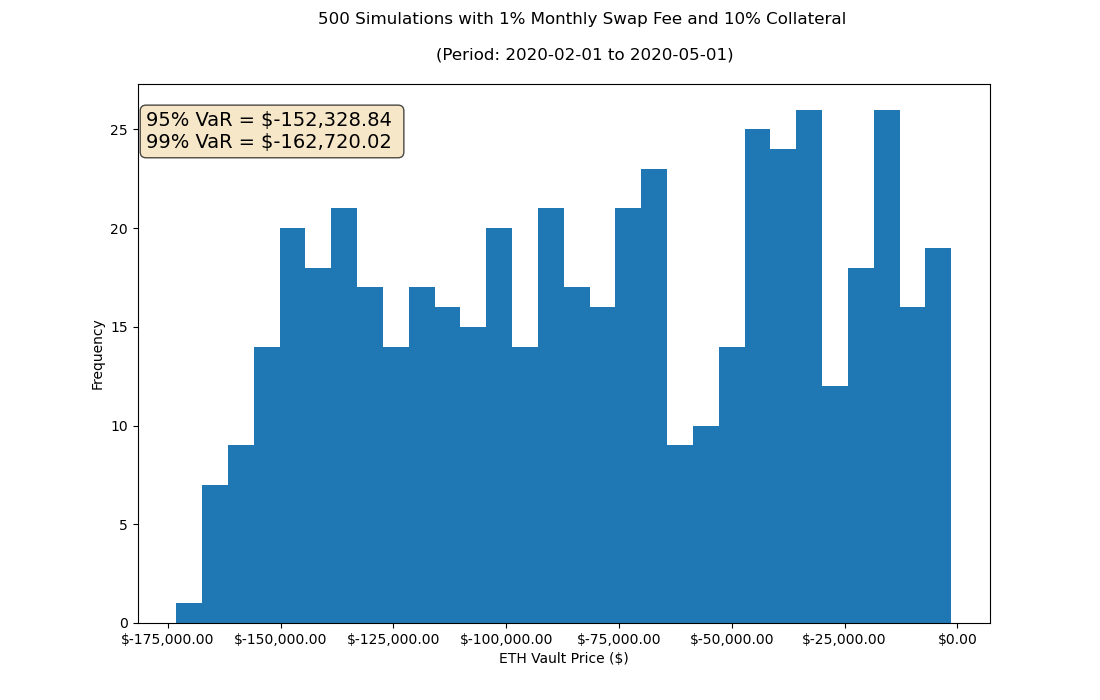 500 Simulations with 1% Monthly Swap Fee and 10% Collateral
(Period: 2020-02-01 to 2020-05-01)
95% VaR = $-152,328.84
99% VaR = $-162,720.02
25
20
15
10
5
0
Frequency
$-175,000.00 $-150,000.00 $-125,000.00 $-100,000.00 $-75,000.00 $-50,000.00 $-25,000.00 $0.00
ETH Vault Price ($)